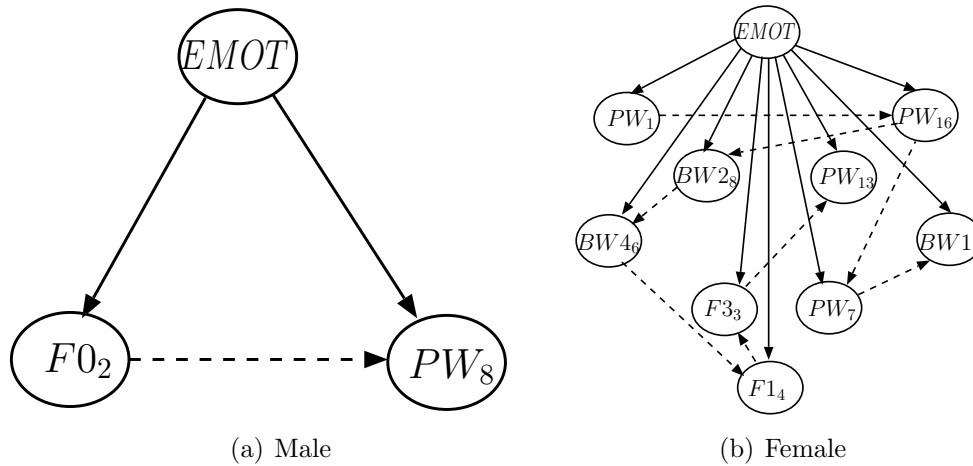 EMOT
F0₂
PW₈
(a) Male
EMOT
PW₁
PW₁₆
BW2₈
PW₁₃
BW4₆
BW1
F3₃
PW₇
F1₄
(b) Female